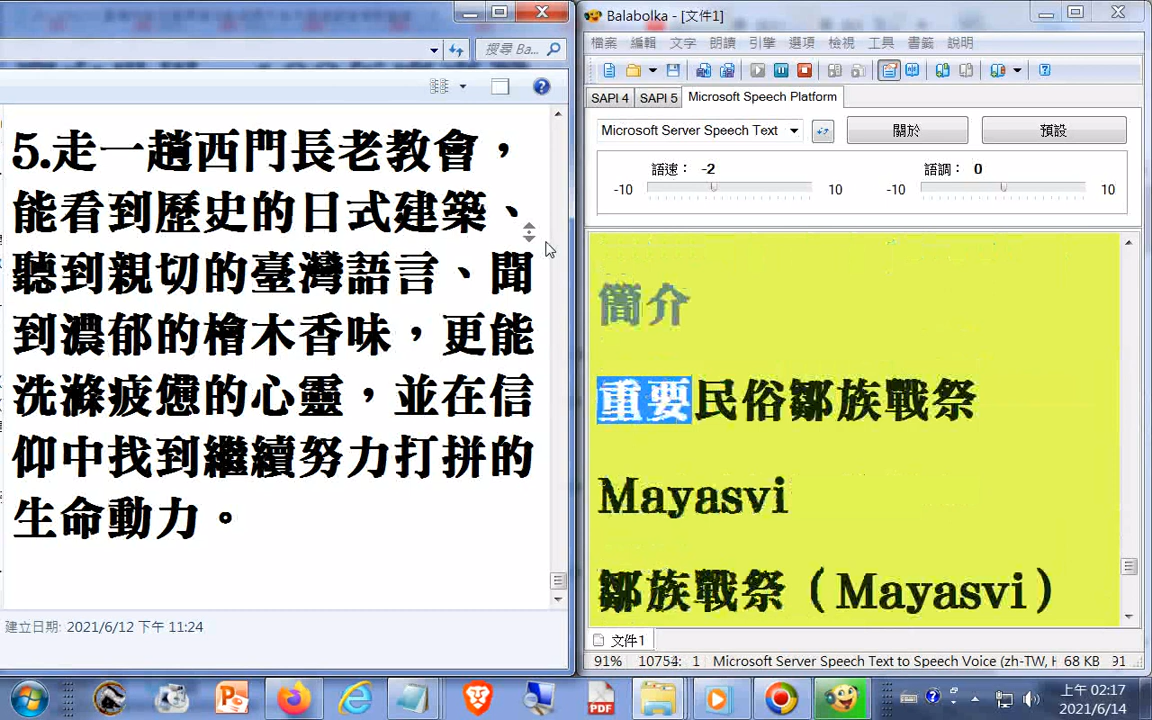 搜尋 Ba...
5.走一趟西門長老教會，
能看到歷史的日式建築、
聽到親切的臺灣語言、聞
到濃郁的檜木香味，更能
洗滌疲憊的心靈，並在信
仰中找到繼續努力打拼的
生命動力。
建立日期: 2021/6/12 下午 11:24
Balabolka - [文件1]
檔案 編輯 文字 朗讀 引擎 選項 檢視 工具 書籤 說明
SAPI 4 SAPI 5 Microsoft Speech Platform
Microsoft Server Speech Text 關於 預設
語速： -2 語調： 0
-10 10 -10 10
簡介
重要民俗鄒族戰祭
Mayasvi
鄒族戰祭（Mayasvi）
文件1
91% 10754: 1 Microsoft Server Speech Text to Speech Voice (zh-TW, H 68 KB 91
PDF
上午 02:17
2021/6/14